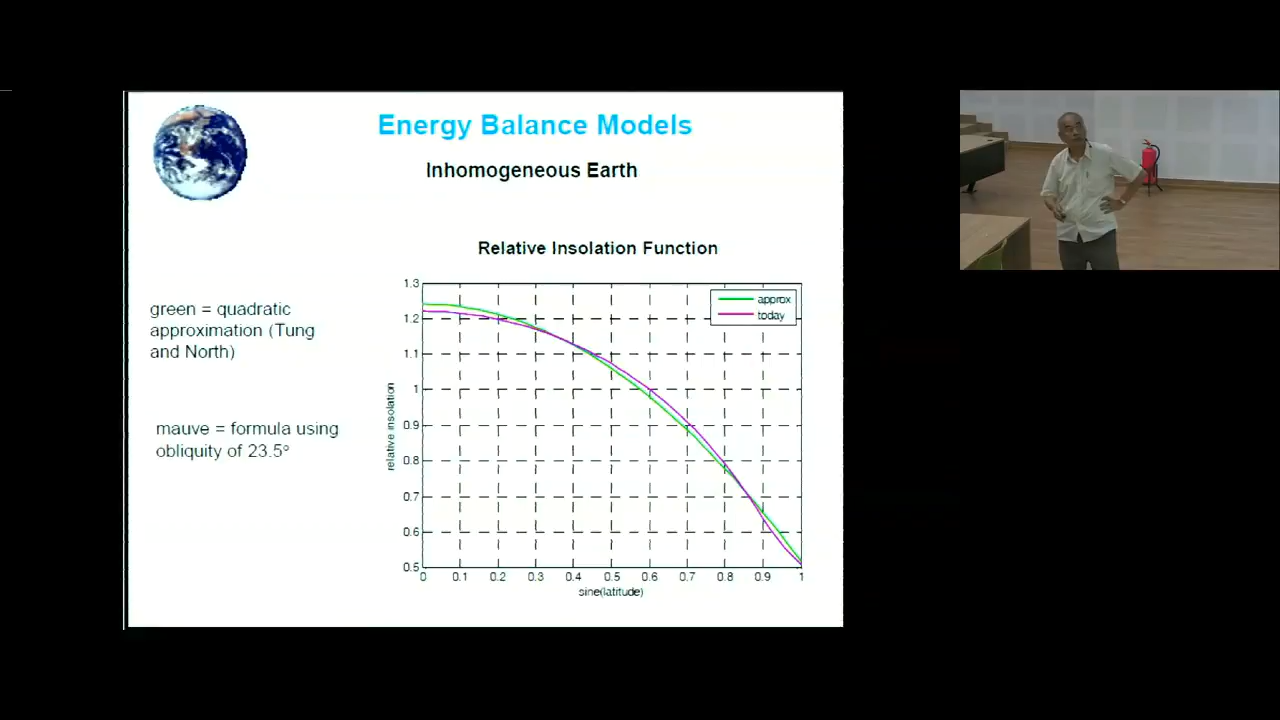 Energy Balance Models
Inhomogeneous Earth
Relative Insolation Function
green = quadratic
approximation (Tung
and North)
mauve = formula using
obliquity of 23.5°
approx
today
1.3
1.2
1.1
1
0.9
0.8
0.7
0.6
0.5
relative insolation
0 0.1 0.2 0.3 0.4 0.5 0.6 0.7 0.8 0.9 1
sine(latitude)